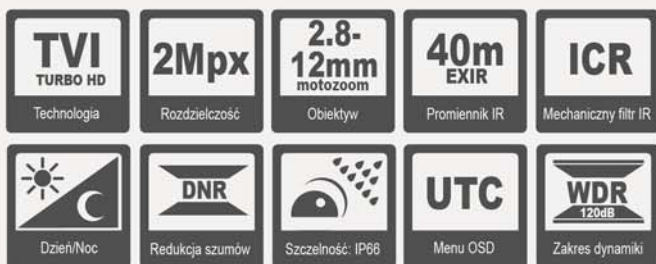 TVI
TURBO HD
Technologia
2Mpx
Rozdzielczość
2.8-
12mm
motozoom
Obiektyw
40m
EXIR
Promiennik IR
ICR
Mechaniczny filtr IR
Dzień/Noc
DNR
Redukcja szumów
Szczelność: IP66
UTC
Menu OSD
WDR
120dB
Zakres dynamiki